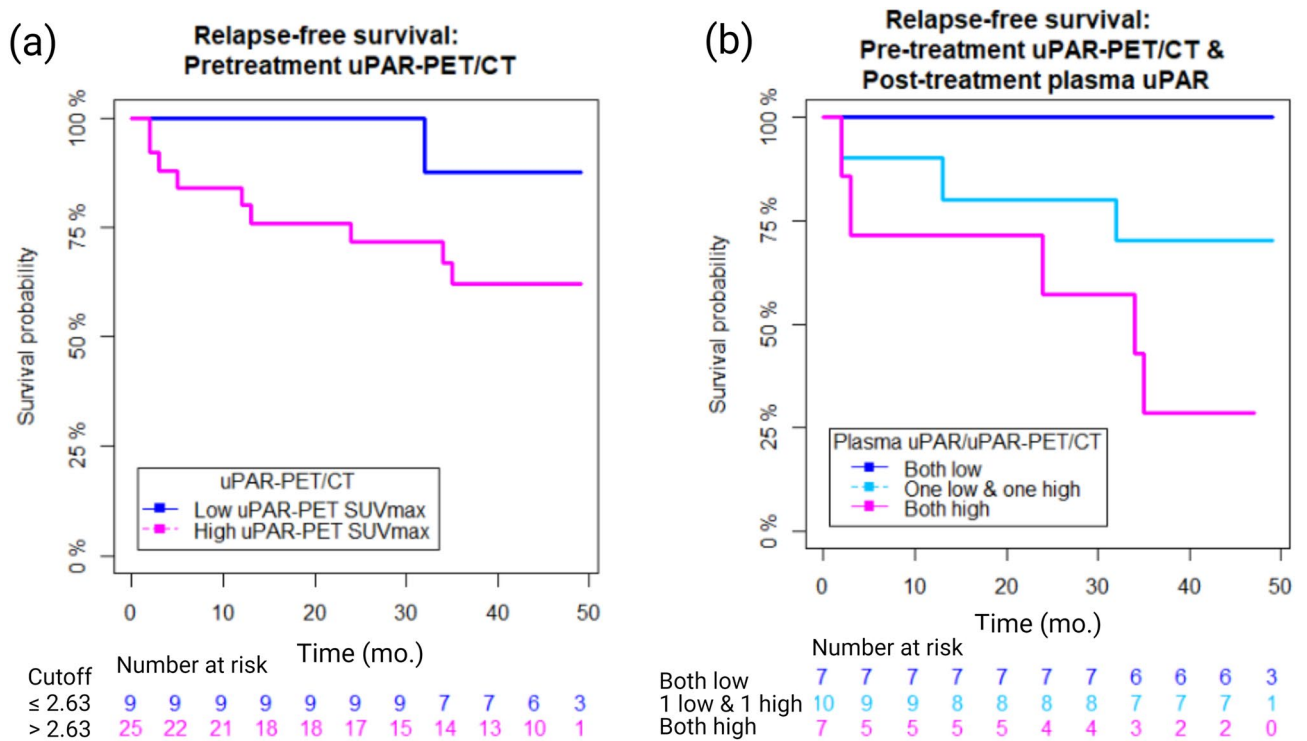 (a)
Relapse-free survival:
Pretreatment uPAR-PET/CT
100 %
75 %
50 %
25 %
0 %
Survival probability
uPAR-PET/CT
Low uPAR-PET SUVmax
High uPAR-PET SUVmax
0 10 20 30 40 50
Time (mo.)
Number at risk
Cutoff
≤ 2.63 9 9 9 9 9 9 9 7 7 6 3
> 2.63 25 22 21 18 18 17 15 14 13 10 1
(b)
Relapse-free survival:
Pre-treatment uPAR-PET/CT &
Post-treatment plasma uPAR
100 %
75 %
50 %
25 %
0 %
Survival probability
Plasma uPAR/uPAR-PET/CT
Both low
One low & one high
Both high
0 10 20 30 40 50
Time (mo.)
Number at risk
Both low 7 7 7 7 7 7 7 6 6 6 3
1 low & 1 high 10 9 9 8 8 8 8 7 7 7 1
Both high 7 5 5 5 5 4 4 3 2 2 0